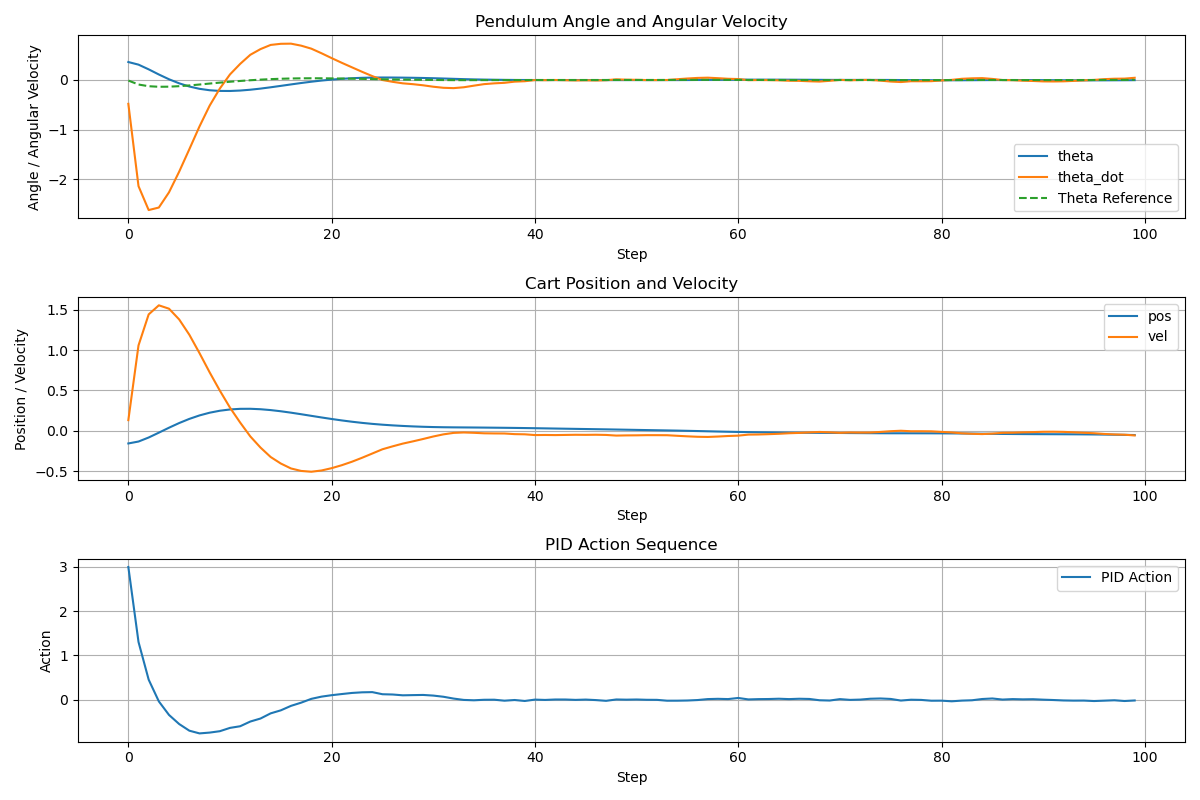 Pendulum Angle and Angular Velocity
Angle / Angular Velocity
0
−1
−2
theta
theta_dot
Theta Reference
0 20 40 60 80 100
Step
Cart Position and Velocity
Position / Velocity
1.5
1.0
0.5
0.0
−0.5
pos
vel
0 20 40 60 80 100
Step
PID Action Sequence
Action
3
2
1
0
PID Action
0 20 40 60 80 100
Step